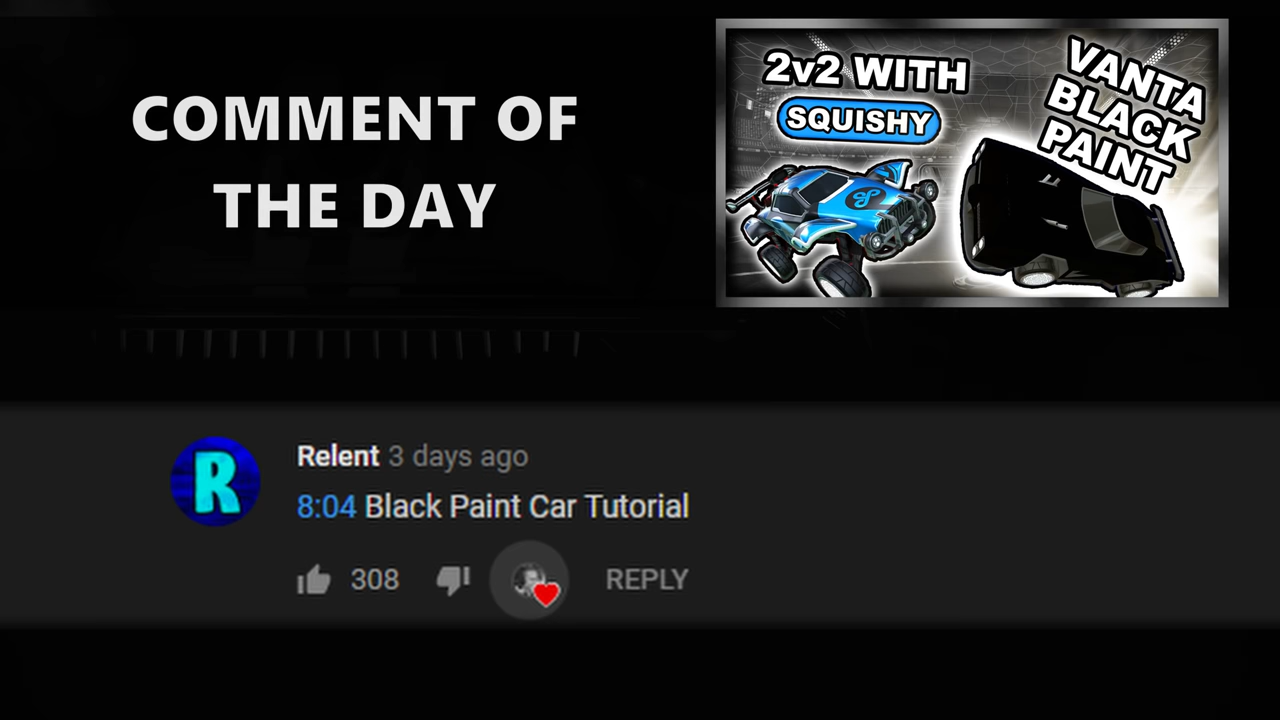 COMMENT OF
THE DAY
2v2 WITH
SQUISHY
VANTA
BLACK
PAINT
R
Relent 3 days ago
8:04 Black Paint Car Tutorial
308 REPLY